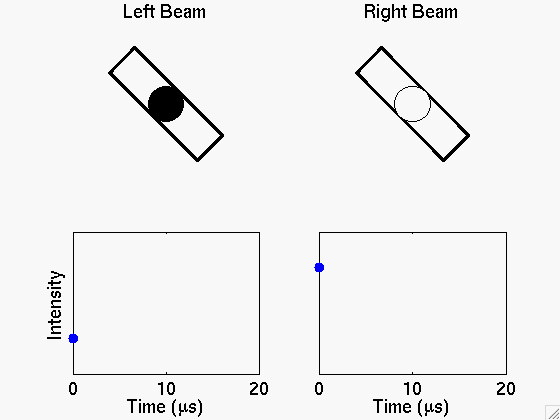 Left Beam
Right Beam
Intensity
0
10
20
Time (μs)
0
10
20
Time (μs)